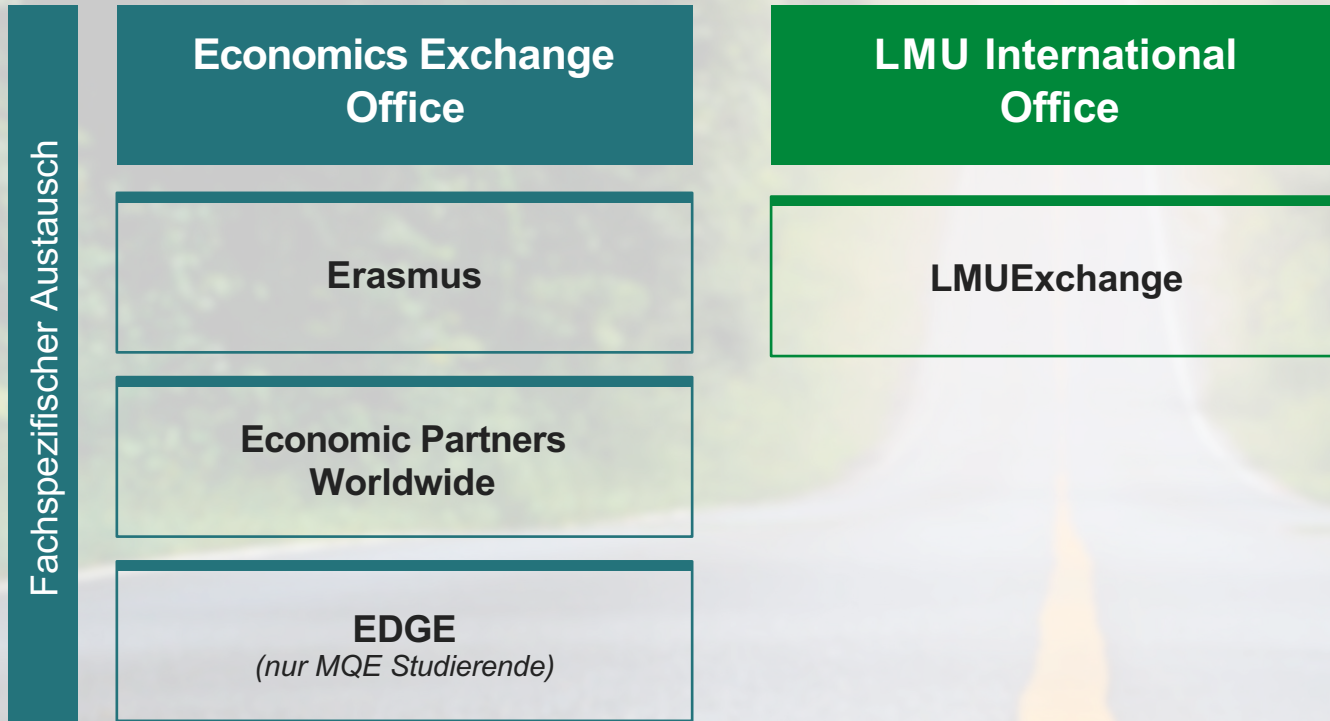 Fachspezifischer Austausch
Economics Exchange
Office
Erasmus
Economic Partners
Worldwide
EDGE
(nur MQE Studierende)
LMU International
Office
LMUExchange